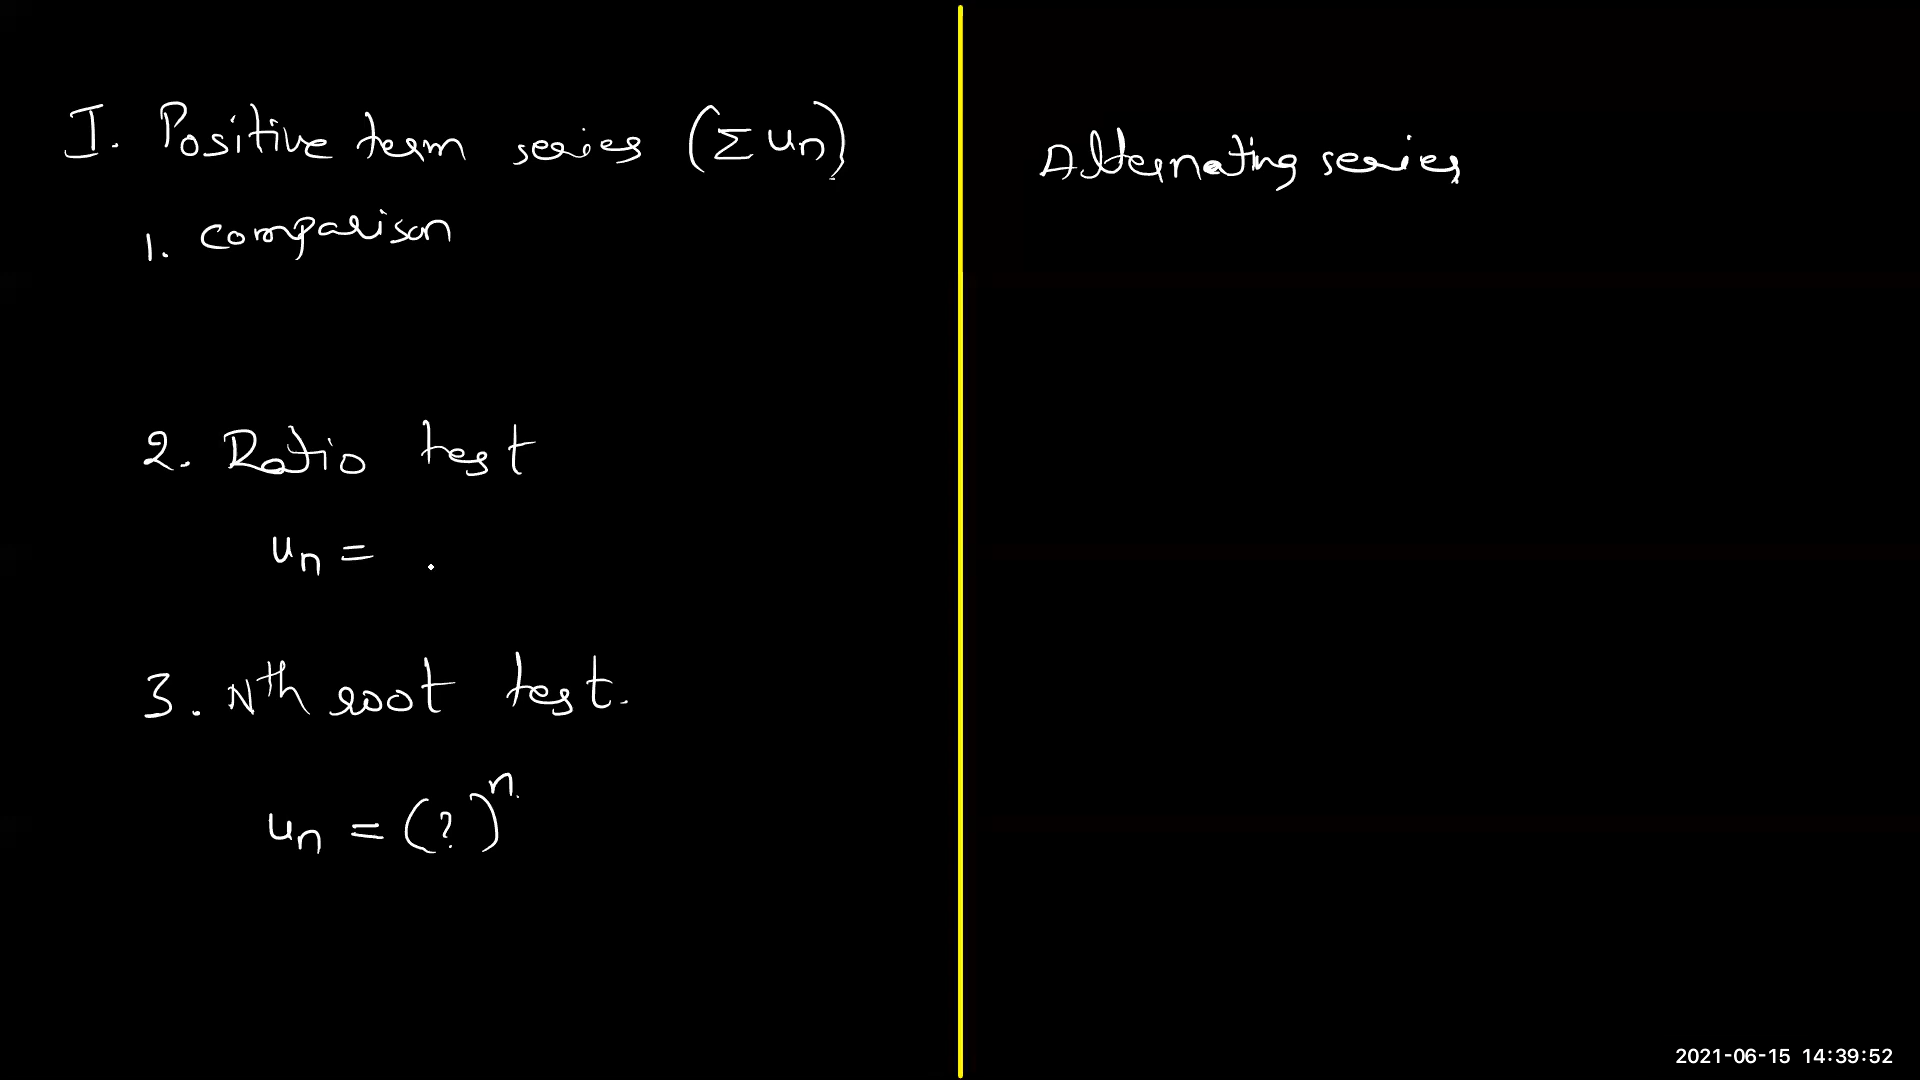 I. Positive term series (Σ uₙ)
1. comparison
2. Ratio test
uₙ = .
3. Nᵗʰ root test.
uₙ = (?)ⁿ
Alternating series
2021-06-15 14:39:52